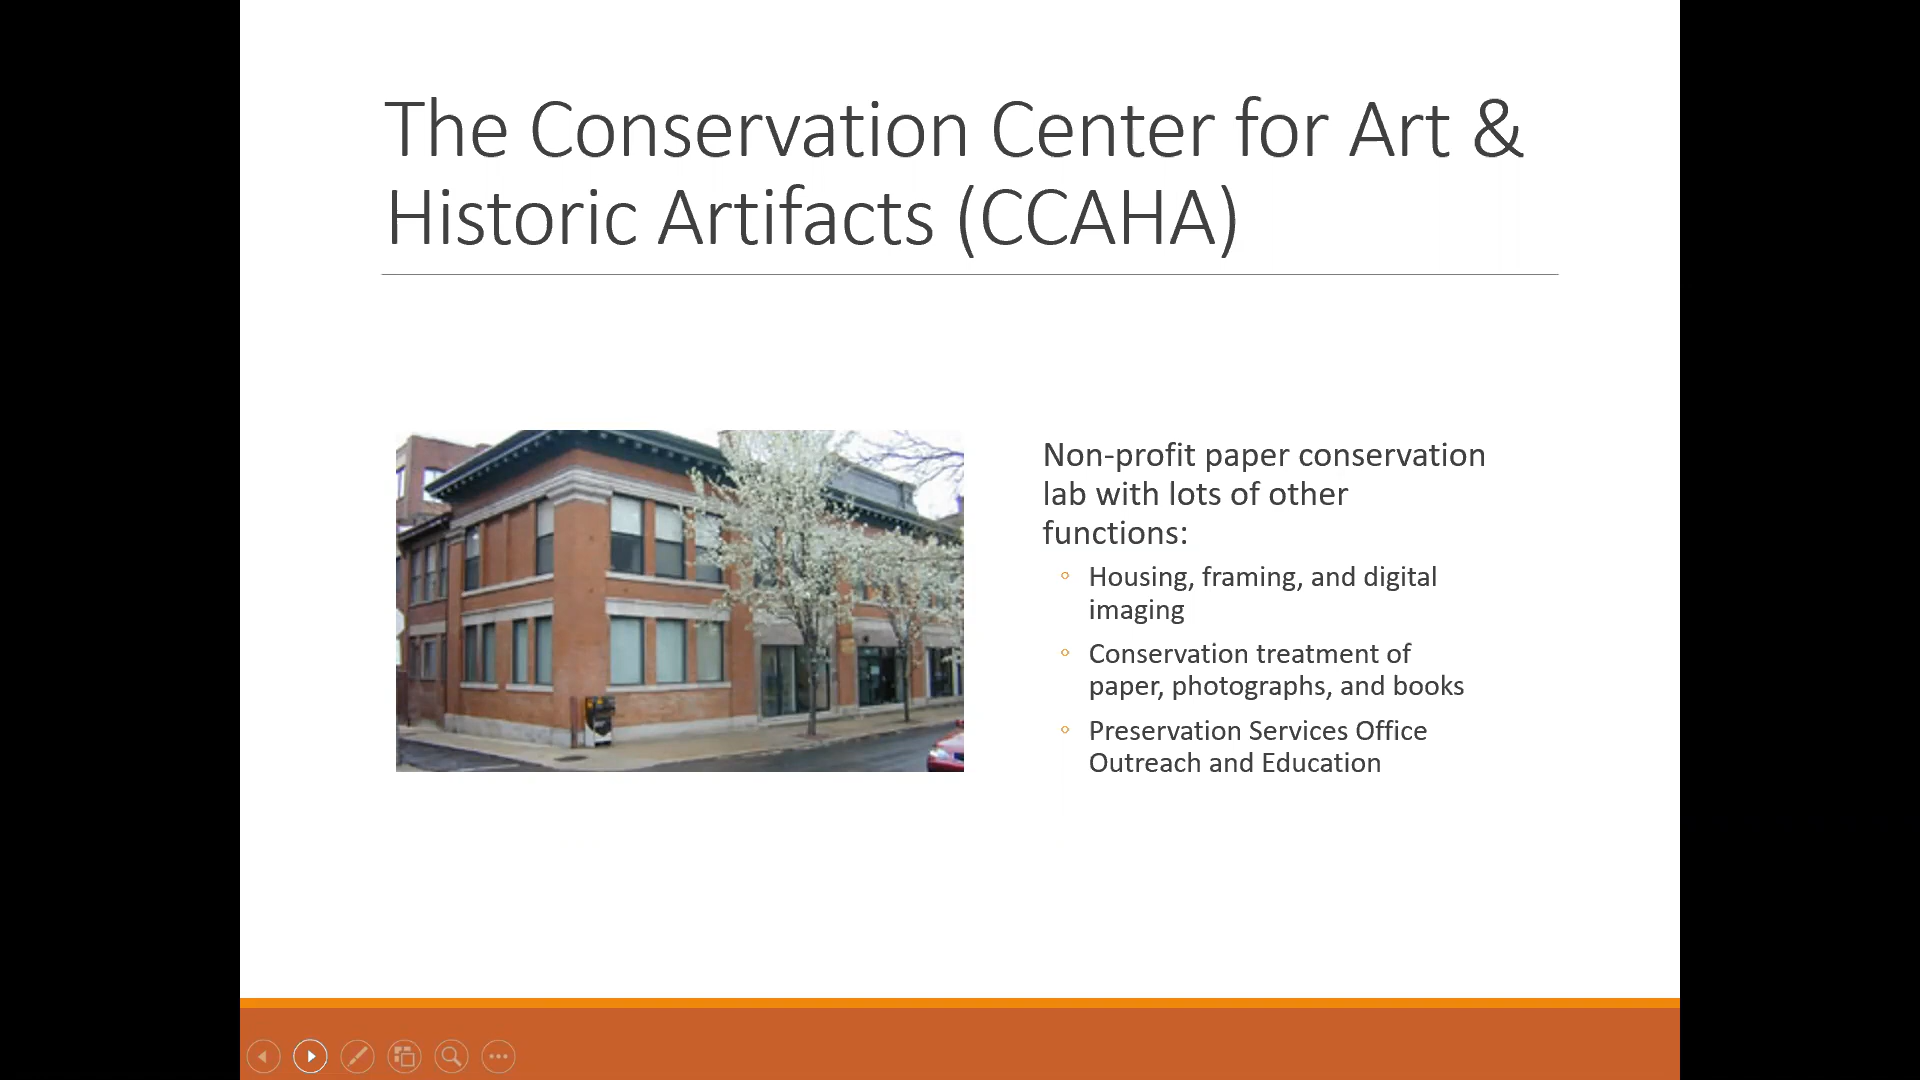 The Conservation Center for Art &
Historic Artifacts (CCAHA)
Non-profit paper conservation
lab with lots of other
functions:
Housing, framing, and digital
imaging
Conservation treatment of
paper, photographs, and books
Preservation Services Office
Outreach and Education